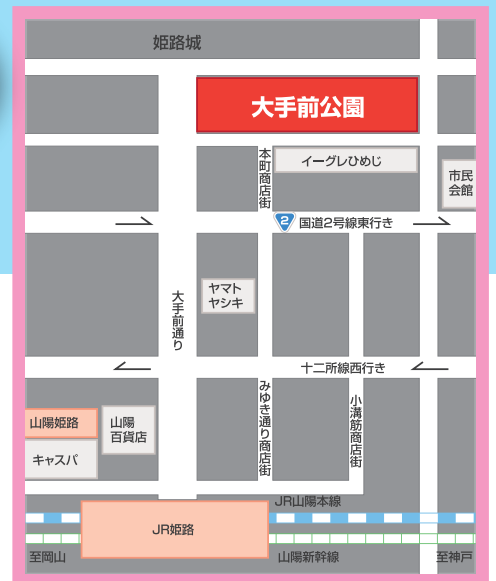 姫路城
大手前公園
本町商店街
イーグレひめじ
市民
会館
2
国道2号線東行き
ヤマト
ヤシキ
大手前通り
十二所線西行き
みゆき通り商店街
小溝筋商店街
山陽姫路
山陽
百貨店
キャスパ
JR山陽本線
JR姫路
至岡山
山陽新幹線
至神戸